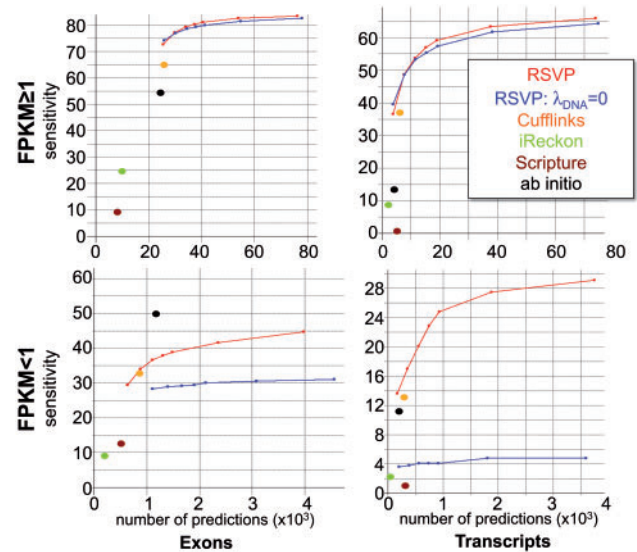 FPKM≥1
sensitivity
80
70
60
50
40
30
20
10
0
0 20 40 60 80
60
50
40
30
20
10
0
0 20 40 60
RSVP
RSVP: λDNA=0
Cufflinks
iReckon
Scripture
ab initio
FPKM<1
sensitivity
60
50
40
30
20
10
0
0 1 2 3 4
number of predictions (x10³)
Exons
28
24
20
16
12
8
4
0
0 1 2 3 4
number of predictions (x10³)
Transcripts